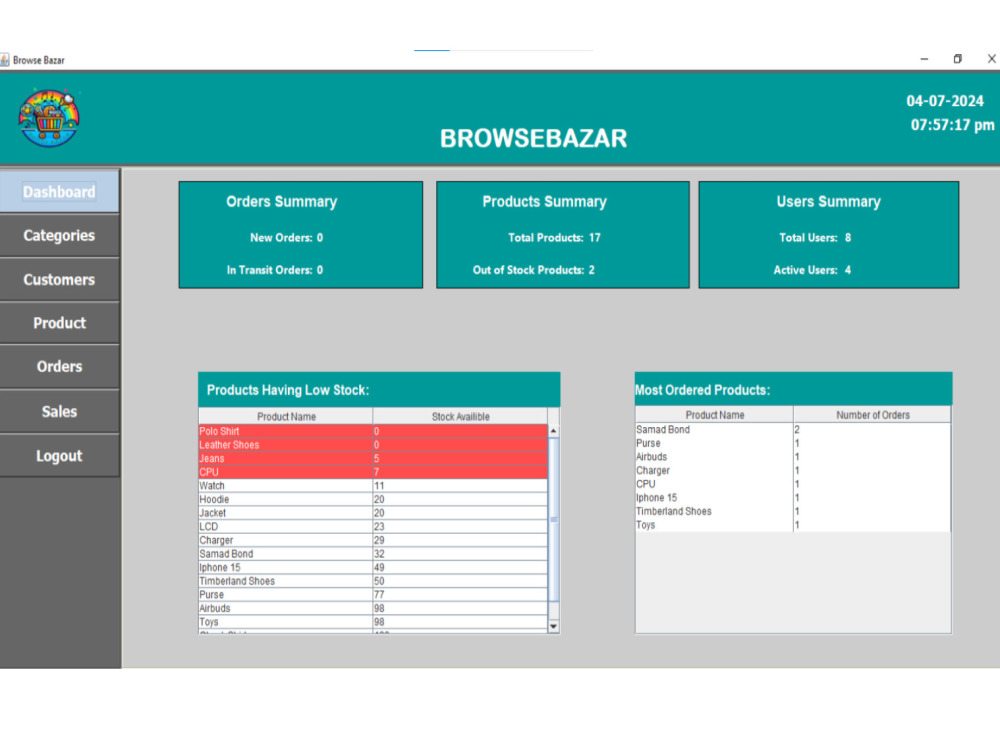 Browse Bazar
04-07-2024
07:57:17 pm
BROWSEBAZAR
Dashboard
Categories
Customers
Product
Orders
Sales
Logout
Orders Summary
New Orders: 0
In Transit Orders: 0
Products Summary
Total Products: 17
Out of Stock Products: 2
Users Summary
Total Users: 8
Active Users: 4
Products Having Low Stock:
Product Name Stock Availible
Polo Shirt 0
Leather Shoes 0
Jeans 5
CPU 7
Watch 11
Hoodie 20
Jacket 20
LCD 23
Charger 29
Samad Bond 32
Iphone 15 49
Timberland Shoes 50
Purse 77
Airbuds 98
Toys 98
Most Ordered Products:
Product Name Number of Orders
Samad Bond 2
Purse 1
Airbuds 1
Charger 1
CPU 1
Iphone 15 1
Timberland Shoes 1
Toys 1